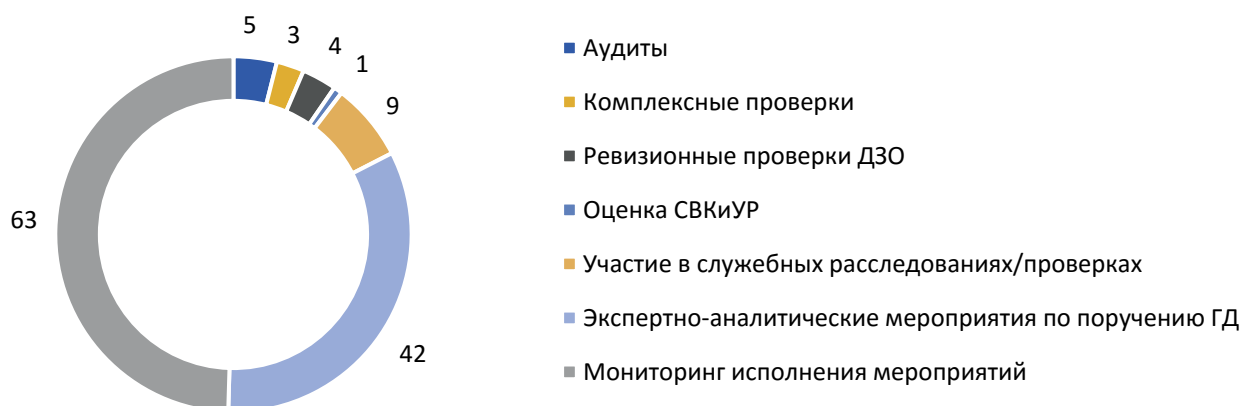 5
3
4
1
9
63
42
Аудиты
Комплексные проверки
Ревизионные проверки ДЗО
Оценка СВКиУР
Участие в служебных расследованиях/проверках
Экспертно-аналитические мероприятия по поручению ГД
Мониторинг исполнения мероприятий